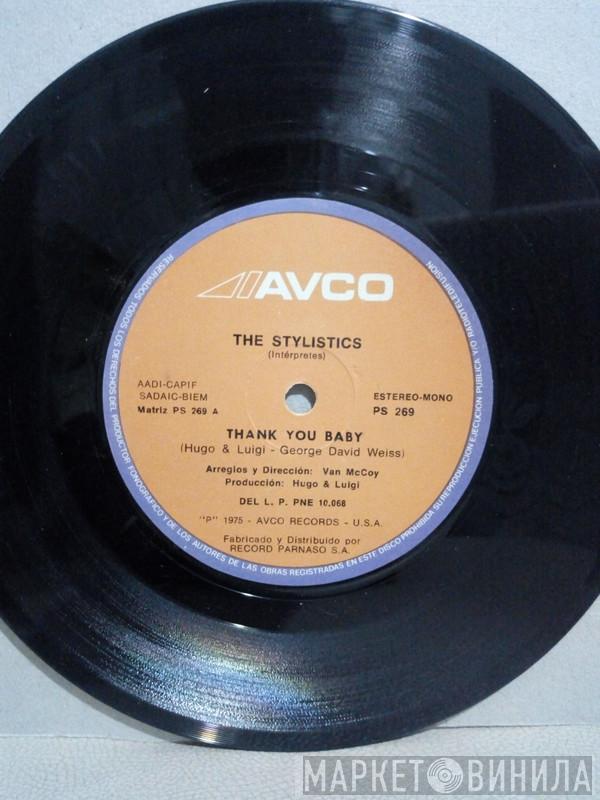 AVCO
THE STYLISTICS
(Intérpretes)
AADI-CAPIF
SADAIC-BIEM
Matriz PS 269 A
ESTEREO-MONO
PS 269
THANK YOU BABY
(Hugo & Luigi - George David Weiss)
Arreglos y Dirección: Van McCoy
Producción: Hugo & Luigi
DEL L. P. PNE 10.068
"P" 1975 - AVCO RECORDS - U.S.A.
Fabricado y Distribuido por
RECORD PARNASO S.A.
RESERVADOS TODOS LOS DERECHOS DEL PRODUCTOR FONOGRAFICO Y DE LOS AUTORES DE LAS OBRAS REGISTRADAS EN ESTE DISCO PROHIBIDA SU REPRODUCCION EJECUCION PUBLICA Y/O RADIOTELEDIFUSION
МАРКЕТ ВИНИЛА